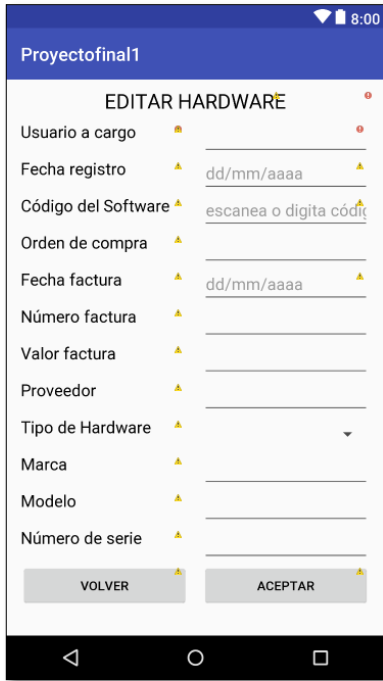 8:00
Proyectofinal1
EDITAR HARDWARE
Usuario a cargo
Fecha registro dd/mm/aaaa
Código del Software escanea o digita códig
Orden de compra
Fecha factura dd/mm/aaaa
Número factura
Valor factura
Proveedor
Tipo de Hardware
Marca
Modelo
Número de serie
VOLVER ACEPTAR